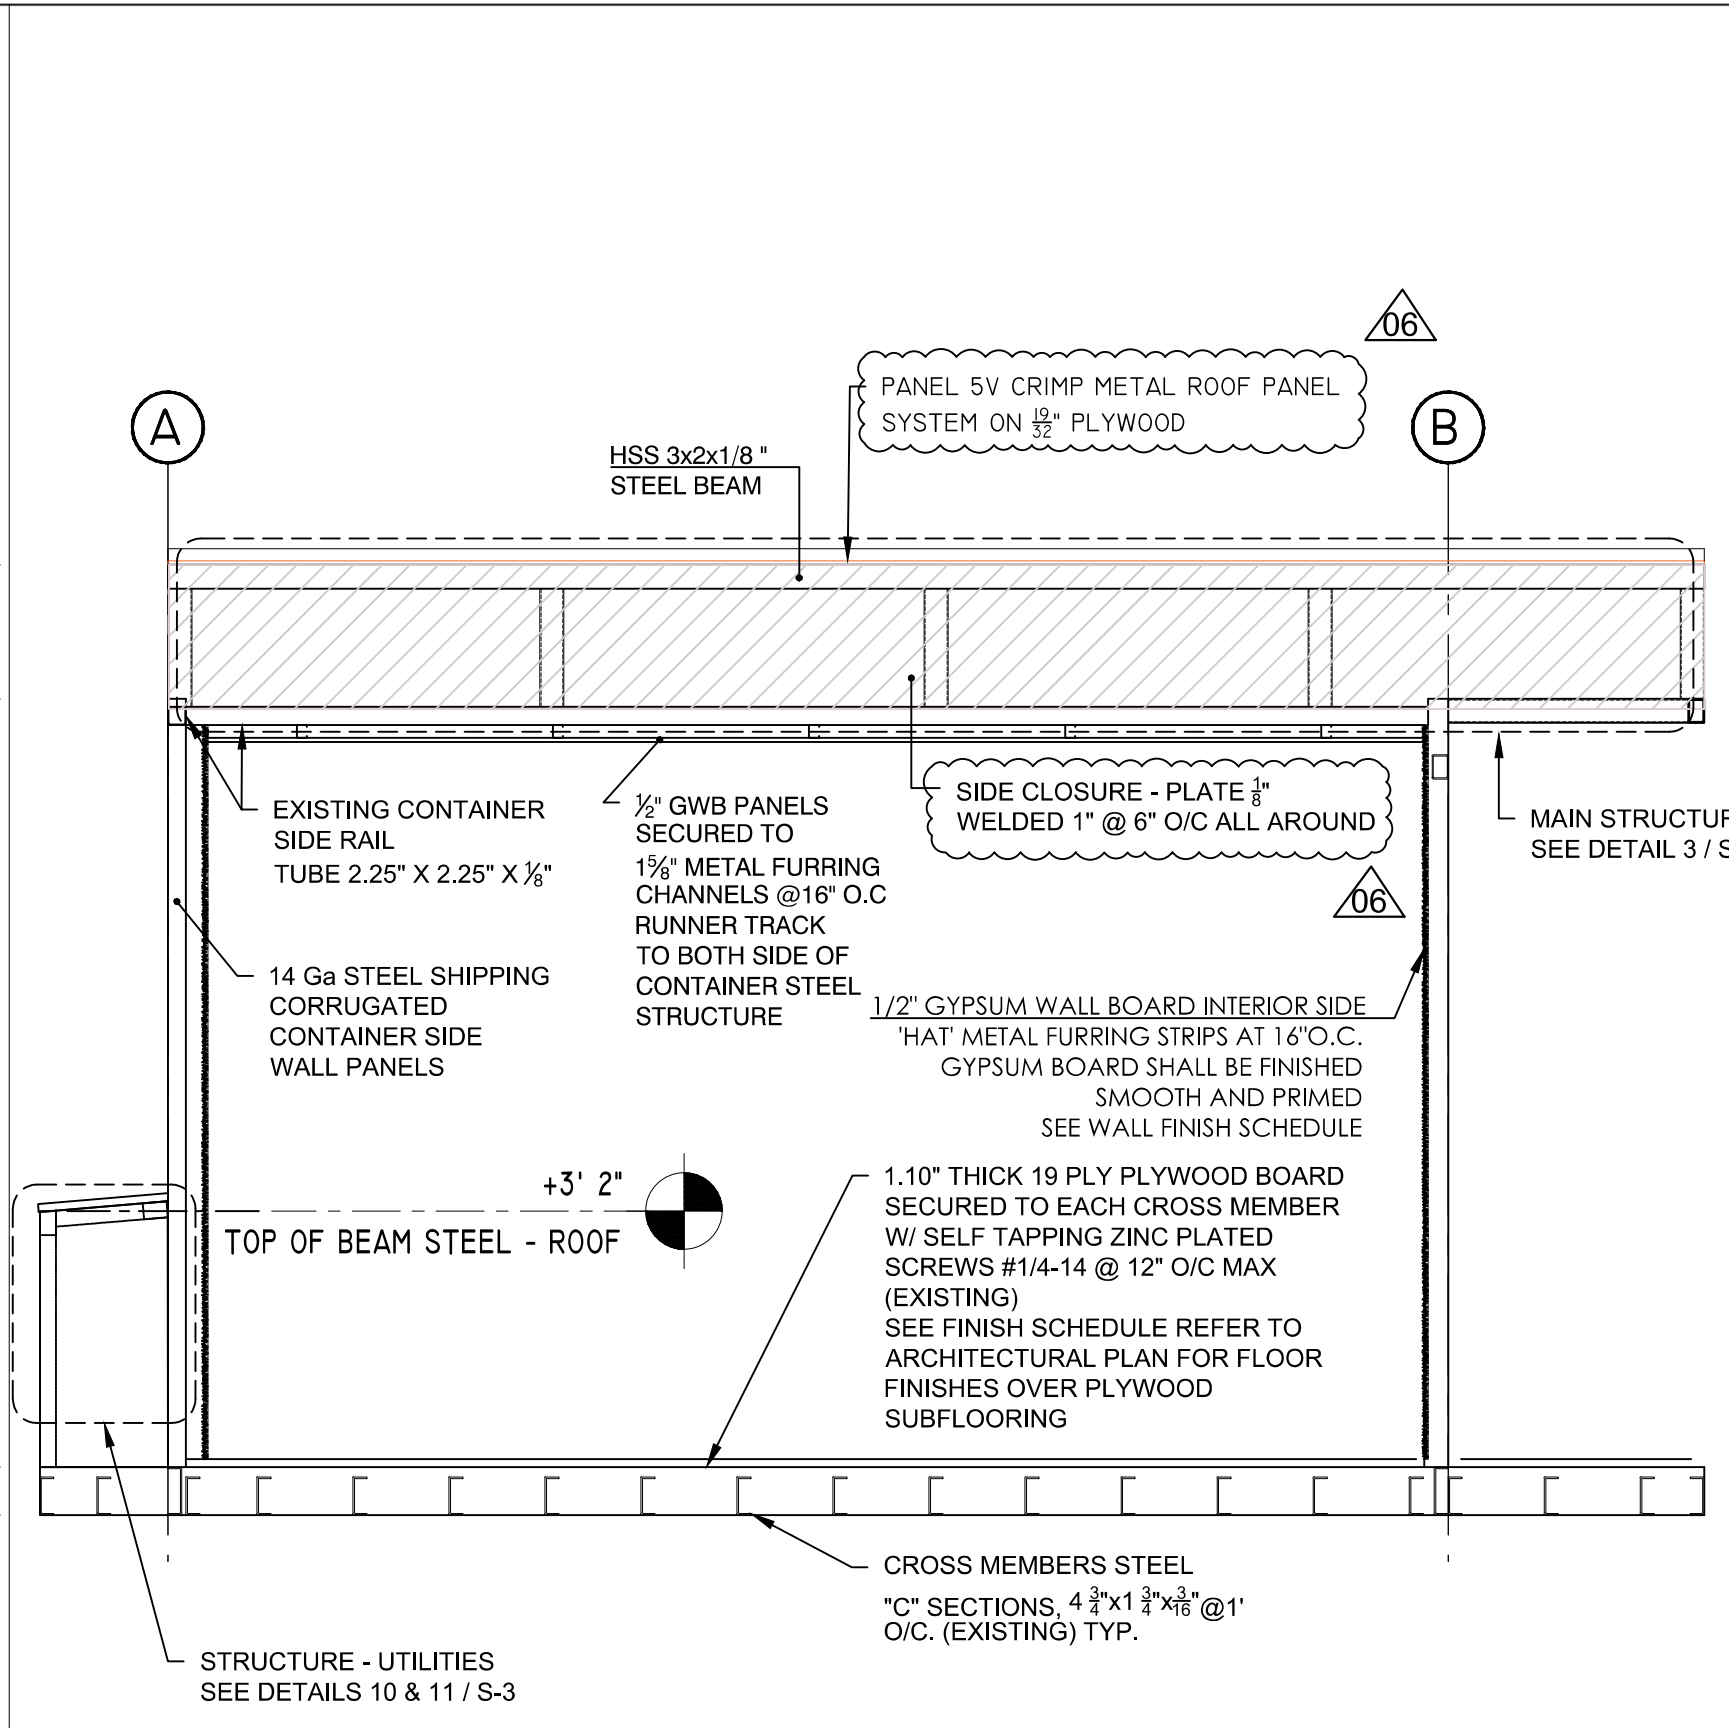 06
PANEL 5V CRIMP METAL ROOF PANEL
SYSTEM ON 19/32" PLYWOOD
A
B
HSS 3x2x1/8 "
STEEL BEAM
EXISTING CONTAINER
SIDE RAIL
TUBE 2.25" X 2.25" X 1/8"
1/2" GWB PANELS
SECURED TO
1 5/8" METAL FURRING
CHANNELS @16" O.C
RUNNER TRACK
TO BOTH SIDE OF
CONTAINER STEEL
STRUCTURE
SIDE CLOSURE - PLATE 1/8"
WELDED 1" @ 6" O/C ALL AROUND
06
MAIN STRUCTUR
SEE DETAIL 3 / S
14 Ga STEEL SHIPPING
CORRUGATED
CONTAINER SIDE
WALL PANELS
1/2" GYPSUM WALL BOARD INTERIOR SIDE
'HAT' METAL FURRING STRIPS AT 16"O.C.
GYPSUM BOARD SHALL BE FINISHED
SMOOTH AND PRIMED
SEE WALL FINISH SCHEDULE
+3' 2"
TOP OF BEAM STEEL - ROOF
1.10" THICK 19 PLY PLYWOOD BOARD
SECURED TO EACH CROSS MEMBER
W/ SELF TAPPING ZINC PLATED
SCREWS #1/4-14 @ 12" O/C MAX
(EXISTING)
SEE FINISH SCHEDULE REFER TO
ARCHITECTURAL PLAN FOR FLOOR
FINISHES OVER PLYWOOD
SUBFLOORING
CROSS MEMBERS STEEL
"C" SECTIONS, 4 3/4"x1 3/4"x3/16"@1'
O/C. (EXISTING) TYP.
STRUCTURE - UTILITIES
SEE DETAILS 10 & 11 / S-3